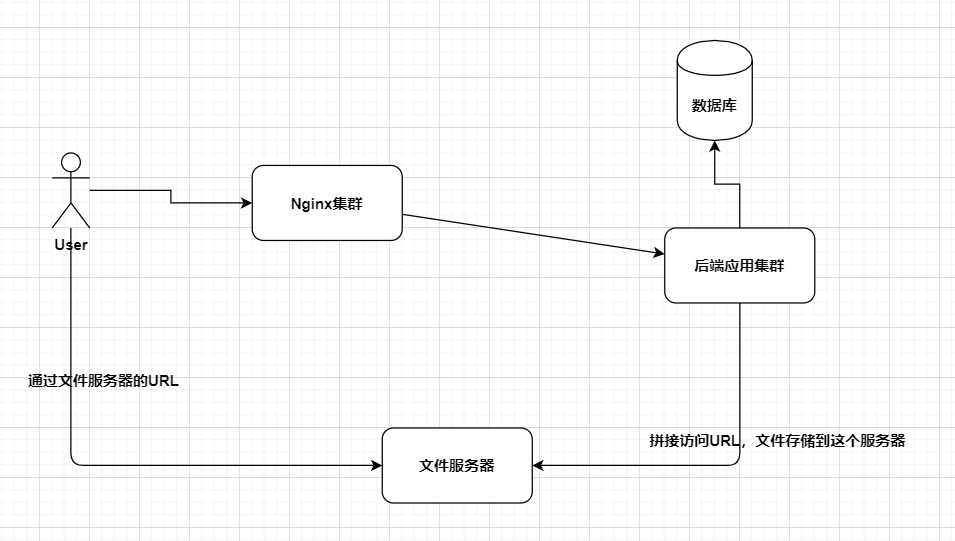 数据库
Nginx集群
User
后端应用集群
通过文件服务器的URL
拼接访问URL，文件存储到这个服务器
文件服务器